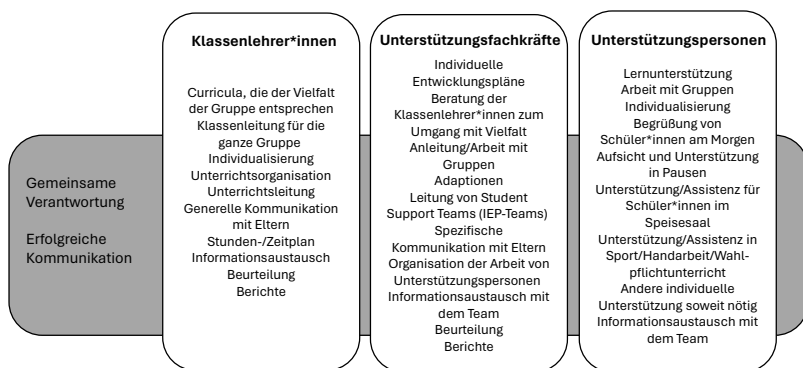 Gemeinsame
Verantwortung
Erfolgreiche
Kommunikation
Klassenlehrer*innen
Curricula, die der Vielfalt
der Gruppe entsprechen
Klassenleitung für die
ganze Gruppe
Individualisierung
Unterrichtsorganisation
Unterrichtsleitung
Generelle Kommunikation
mit Eltern
Stunden-/Zeitplan
Informationsaustausch
Beurteilung
Berichte
Unterstützungsfachkräfte
Individuelle
Entwicklungspläne
Beratung der
Klassenlehrer*innen zum
Umgang mit Vielfalt
Anleitung/Arbeit mit
Gruppen
Adaptionen
Leitung von Student
Support Teams (IEP-Teams)
Spezifische
Kommunikation mit Eltern
Organisation der Arbeit von
Unterstützungspersonen
Informationsaustausch mit
dem Team
Beurteilung
Berichte
Unterstützungspersonen
Lernunterstützung
Arbeit mit Gruppen
Individualisierung
Begrüßung von
Schüler*innen am Morgen
Aufsicht und Unterstützung
in Pausen
Unterstützung/Assistenz für
Schüler*innen im
Speisesaal
Unterstützung/Assistenz in
Sport/Handarbeit/Wahl-
pflichtunterricht
Andere individuelle
Unterstützung soweit nötig
Informationsaustausch mit
dem Team